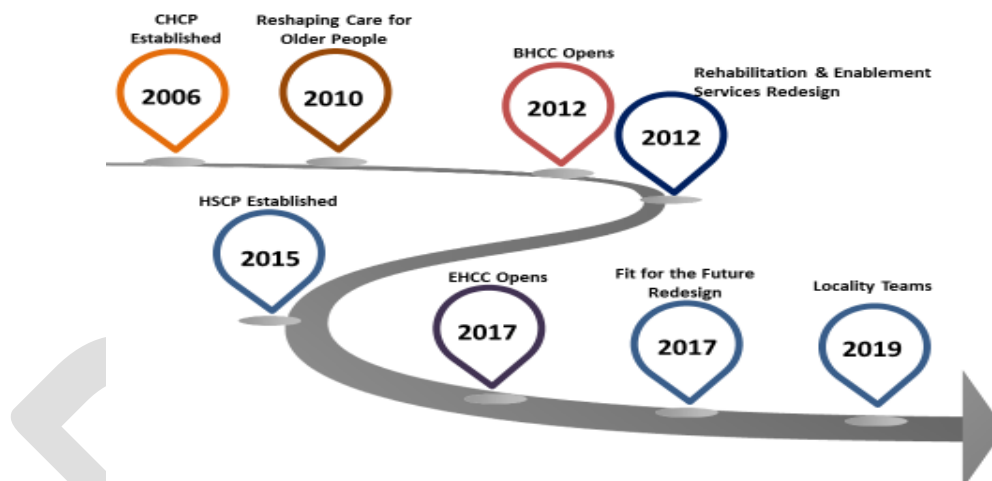 CHCP
Established
2006
Reshaping Care for
Older People
2010
BHCC Opens
2012
Rehabilitation & Enablement
Services Redesign
2012
HSCP Established
2015
EHCC Opens
2017
Fit for the Future
Redesign
2017
Locality Teams
2019